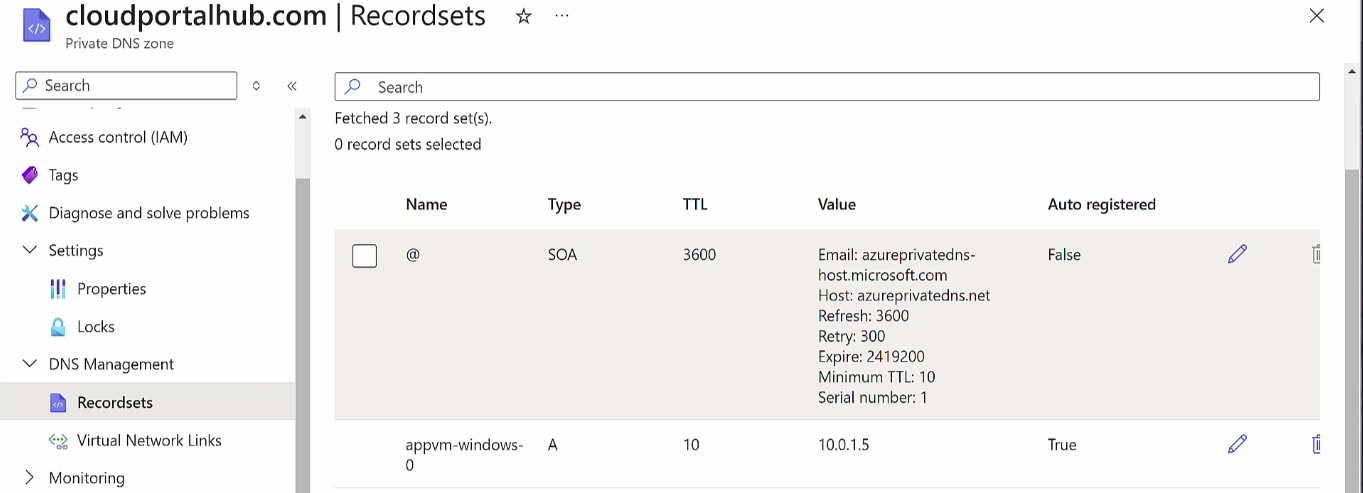 cloudportalhub.com | Recordsets
Private DNS zone
Search
Access control (IAM)
Tags
Diagnose and solve problems
Settings
Properties
Locks
DNS Management
Recordsets
Virtual Network Links
Monitoring
Search
Fetched 3 record set(s).
0 record sets selected
Name Type TTL Value Auto registered
@ SOA 3600 Email: azureprivatedns- False
host.microsoft.com
Host: azureprivatedns.net
Refresh: 3600
Retry: 300
Expire: 2419200
Minimum TTL: 10
Serial number: 1
appvm-windows- A 10 10.0.1.5 True
0